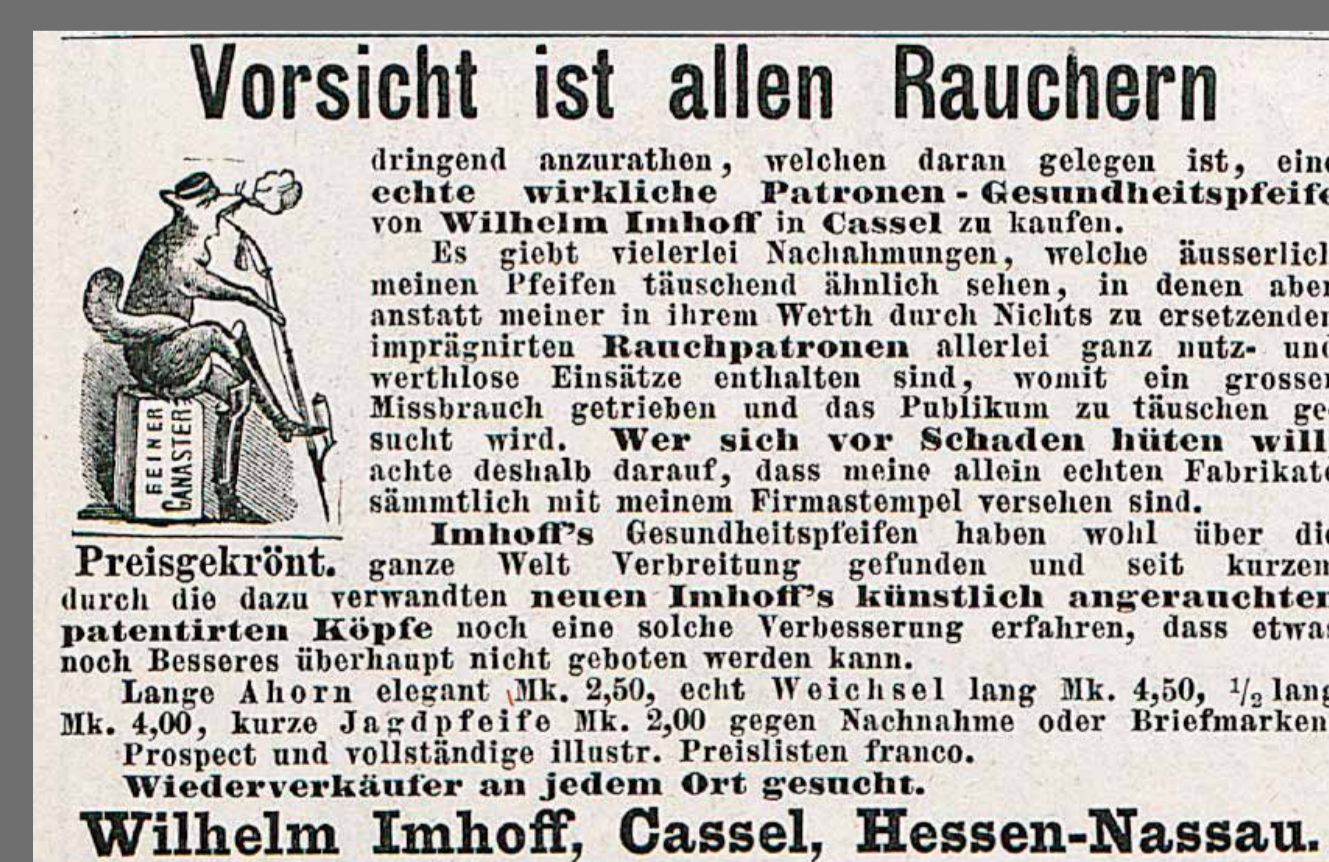 Vorsicht ist allen Rauchern
dringend anzurathen, welchen daran gelegen ist, eine
echte wirkliche Patronen-Gesundheitspfeife
von Wilhelm Imhoff in Cassel zu kaufen.
Es giebt vielerlei Nachahmungen, welche äusserlich
meinen Pfeifen täuschend ähnlich sehen, in denen aber
anstatt meiner in ihrem Werth durch Nichts zu ersetzenden
imprägnirten Rauchpatronen allerlei ganz nutz- und
werthlose Einsätze enthalten sind, womit ein grosser
Missbrauch getrieben und das Publikum zu täuschen ge-
sucht wird. Wer sich vor Schaden hüten will
achte deshalb darauf, dass meine allein echten Fabrikate
sämmtlich mit meinem Firmastempel versehen sind.
REINER
CANASTER
Preisgekrönt.
Imhoff's Gesundheitspfeifen haben wohl über die
ganze Welt Verbreitung gefunden und seit kurzem
durch die dazu verwandten neuen Imhoff's künstlich angerauchten
patentirten Köpfe noch eine solche Verbesserung erfahren, dass etwas
noch Besseres überhaupt nicht geboten werden kann.
Lange Ahorn elegant Mk. 2,50, echt Weichsel lang Mk. 4,50, 1/2 lang
Mk. 4,00, kurze Jagdpfeife Mk. 2,00 gegen Nachnahme oder Briefmarken
Prospect und vollständige illustr. Preislisten franco.
Wiederverkäufer an jedem Ort gesucht.
Wilhelm Imhoff, Cassel, Hessen-Nassau.